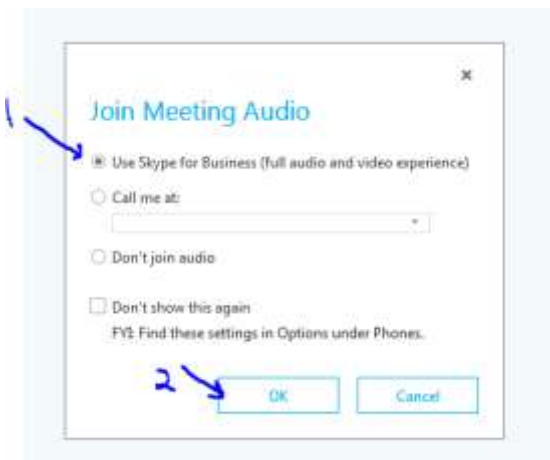 Join Meeting Audio
1
Use Skype for Business (full audio and video experience)
Call me at:
Don't join audio
Don't show this again
FYI: Find these settings in Options under Phones.
2
OK
Cancel